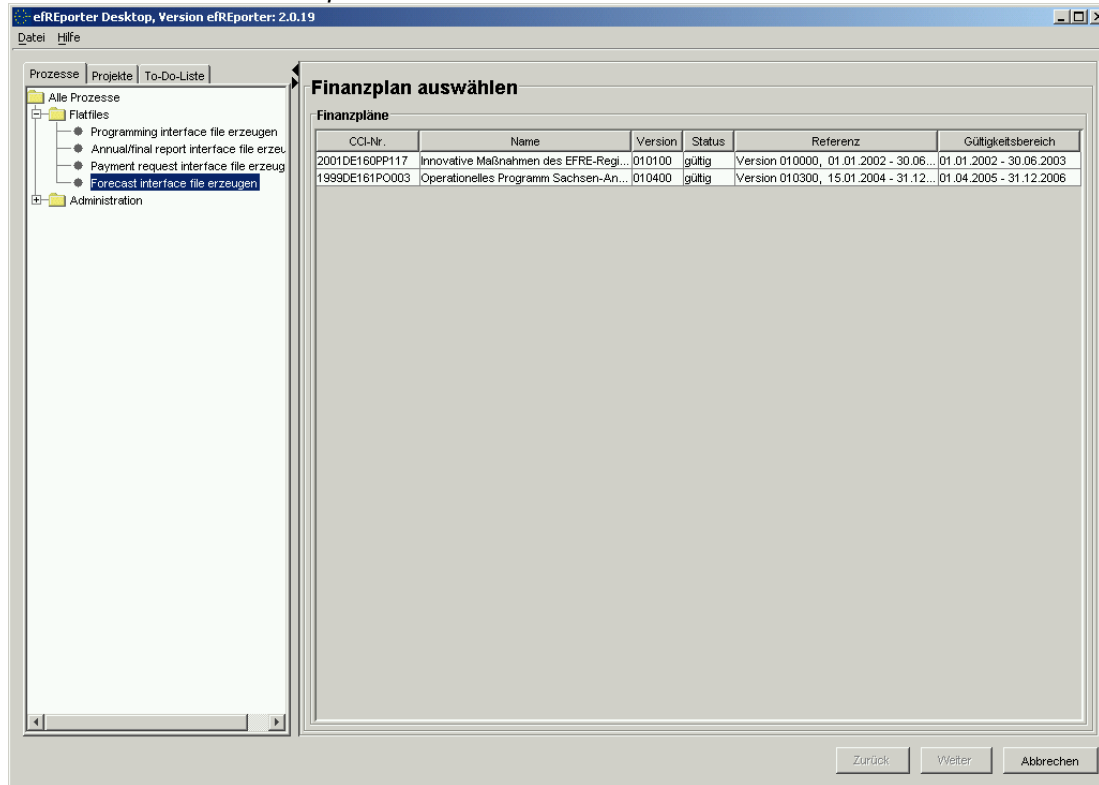 efREporter Desktop, Version efREporter: 2.0.19
Datei Hilfe
Prozesse Projekte To-Do-Liste
Alle Prozesse
Flatfiles
Programming interface file erzeugen
Annual/final report interface file erzeu
Payment request interface file erzeug
Forecast interface file erzeugen
Administration
Finanzplan auswählen
Finanzpläne
CCI-Nr. Name Version Status Referenz Gültigkeitsbereich
2001DE160PP117 Innovative Maßnahmen des EFRE-Regi... 010100 gültig Version 010000, 01.01.2002 - 30.06... 01.01.2002 - 30.06.2003
1999DE161PO003 Operationelles Programm Sachsen-An... 010400 gültig Version 010300, 15.01.2004 - 31.12... 01.04.2005 - 31.12.2006
Zurück Weiter Abbrechen